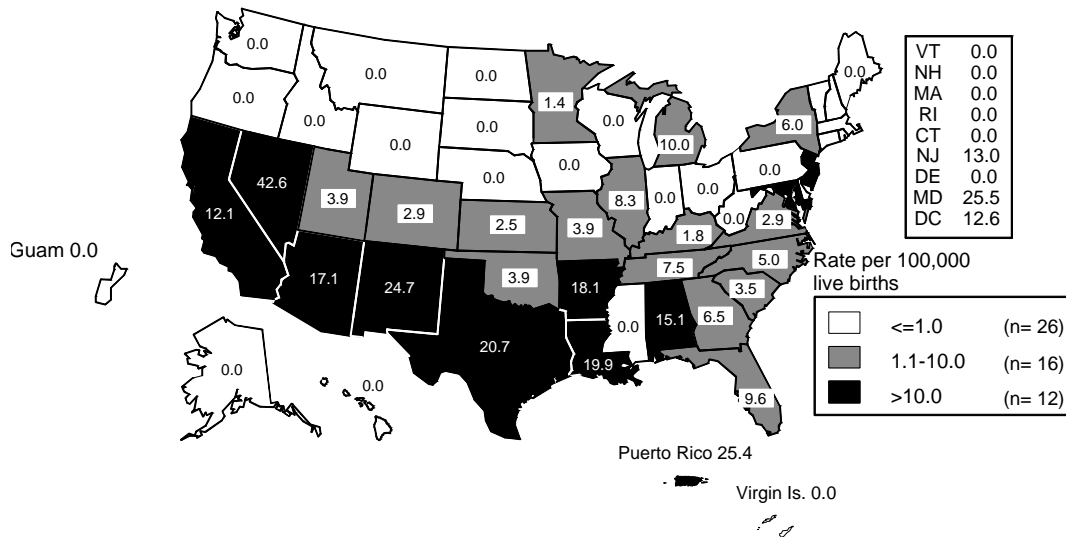 0.0
0.0
0.0
0.0
0.0
0.0
0.0
0.0
0.0
1.4
0.0
0.0
10.0
6.0
0.0
42.6
12.1
3.9
2.9
2.5
3.9
8.3
0.0
0.0
0.0
0.0
2.9
1.8
17.1
24.7
3.9
18.1
7.5
5.0
3.5
20.7
19.9
0.0
15.1
6.5
9.6
0.0
0.0
Guam 0.0
VT 0.0
NH 0.0
MA 0.0
RI 0.0
CT 0.0
NJ 13.0
DE 0.0
MD 25.5
DC 12.6
Rate per 100,000
live births
<=1.0 (n= 26)
1.1-10.0 (n= 16)
>10.0 (n= 12)
Puerto Rico 25.4
Virgin Is. 0.0